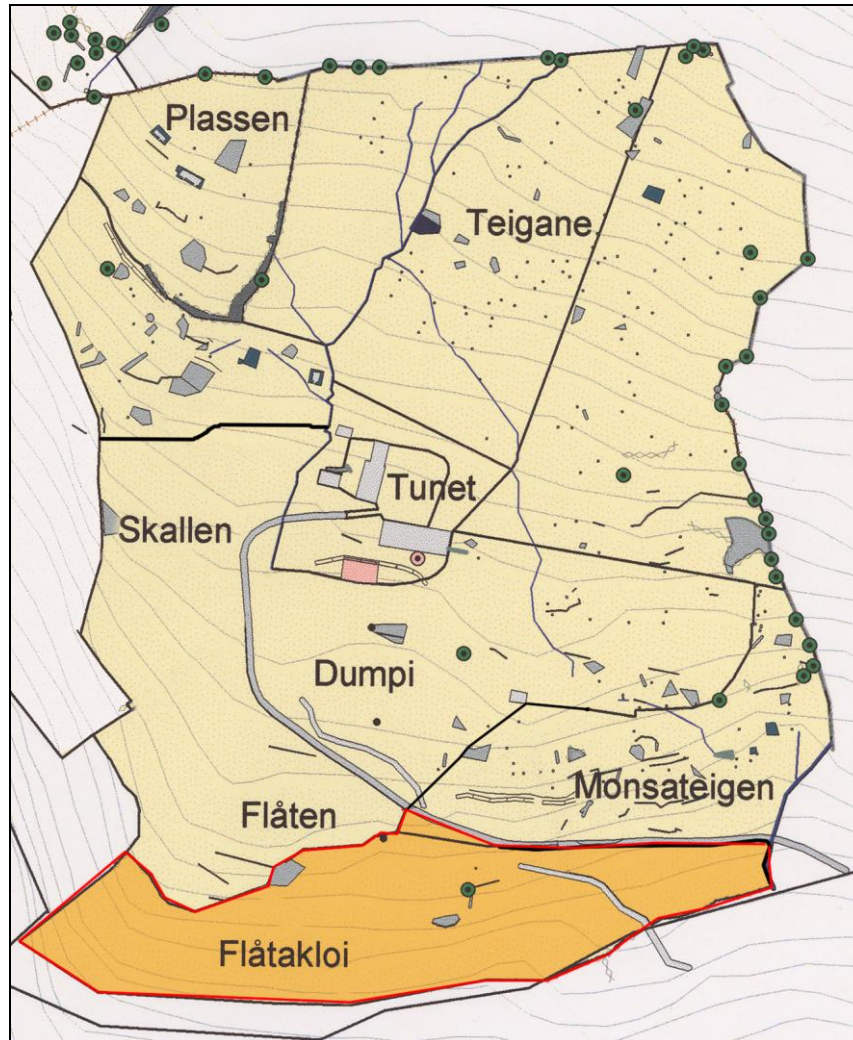 Plassen
Teigane
Tunet
Skallen
Dumpi
Monsateigen
Flåten
Flåtakloi